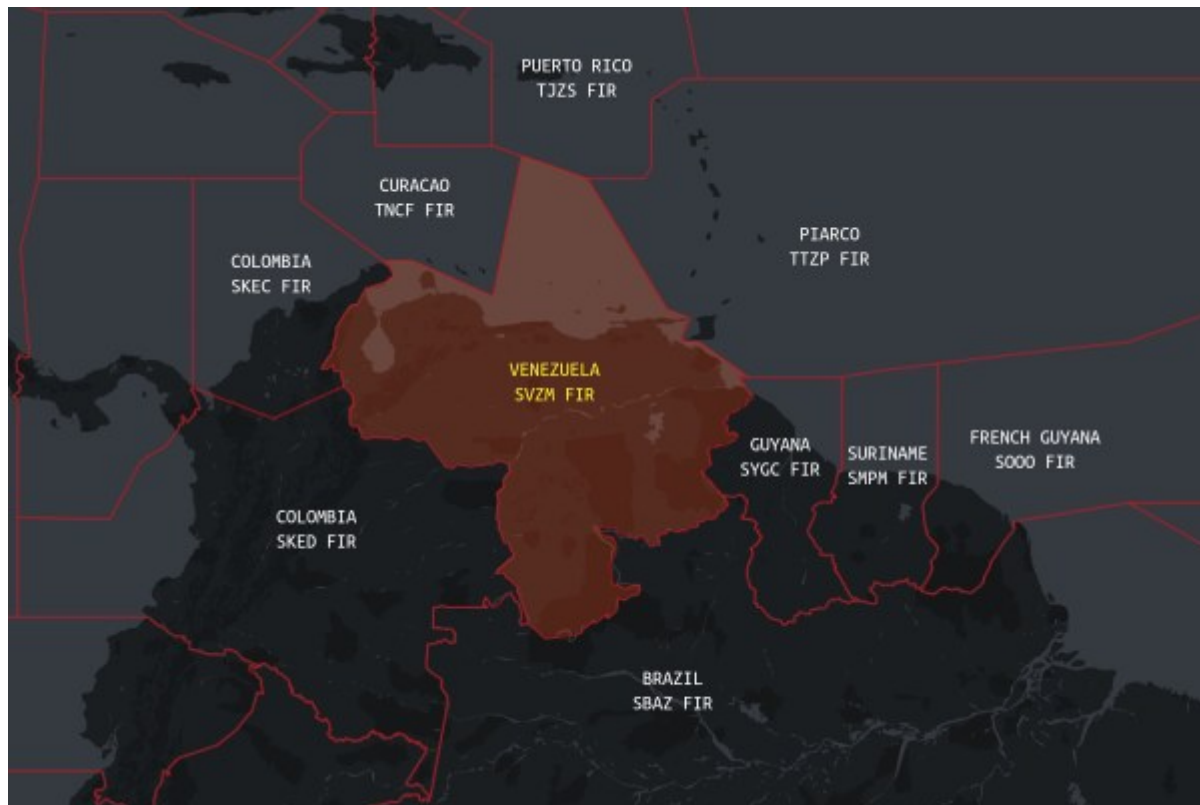 PUERTO RICO
TJZS FIR
CURACAO
TNCF FIR
PIARCO
TTZP FIR
COLOMBIA
SKEC FIR
VENEZUELA
SVZM FIR
GUYANA
SYGC FIR
SURINAME
SMPM FIR
FRENCH GUYANA
SOOO FIR
COLOMBIA
SKED FIR
BRAZIL
SBAZ FIR